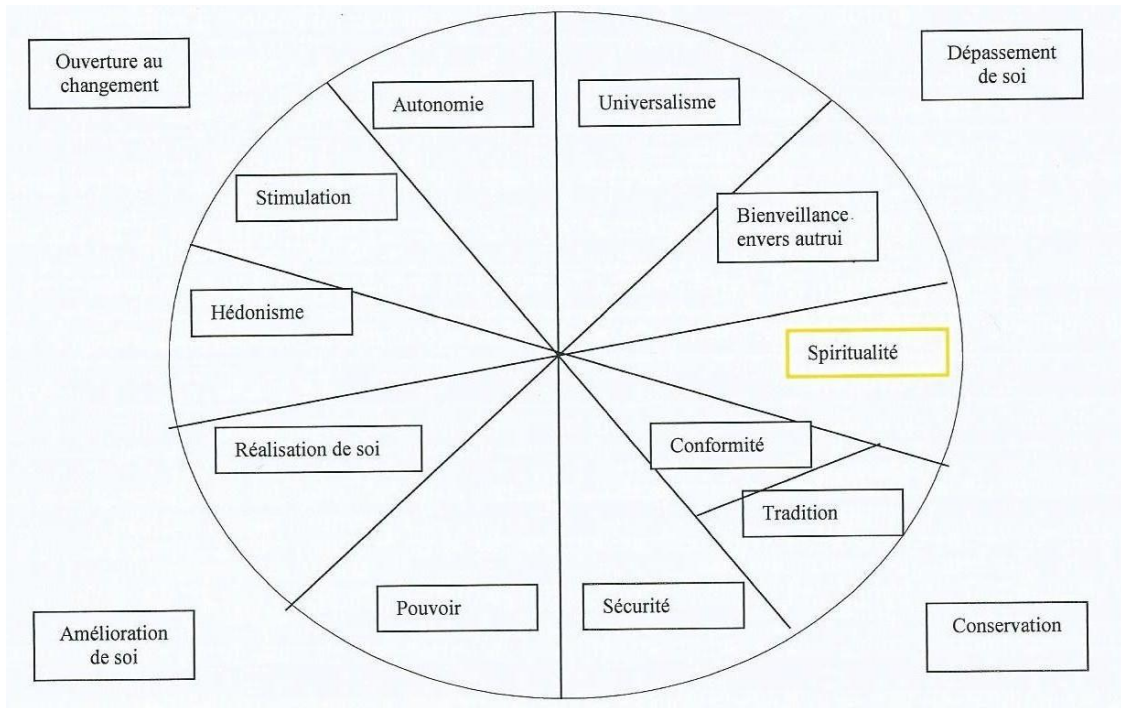 Ouverture au
changement
Dépassement
de soi
Autonomie
Universalisme
Stimulation
Bienveillance
envers autrui
Hédonisme
Spiritualité
Réalisation de soi
Conformité
Tradition
Pouvoir
Sécurité
Amélioration
de soi
Conservation